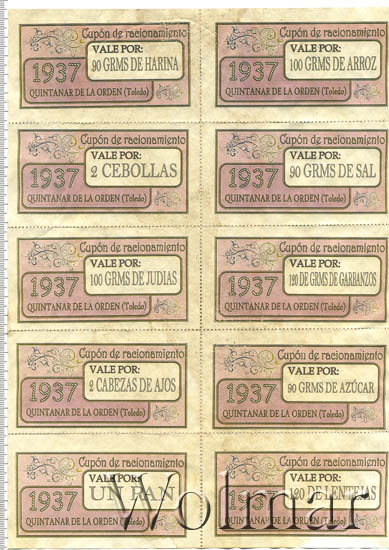 Cupón de racionamiento
VALE POR:
1937
90 GRMS DE HARINA
QUINTANAR DE LA ORDEN (Toledo)
Cupón de racionamiento
VALE POR:
1937
100 GRMS DE ARROZ
QUINTANAR DE LA ORDEN (Toledo)
Cupón de racionamiento
VALE POR:
1937
2 CEBOLLAS
QUINTANAR DE LA ORDEN (Toledo)
Cupón de racionamiento
VALE POR:
1937
90 GRMS DE SAL
QUINTANAR DE LA ORDEN (Toledo)
Cupón de racionamiento
VALE POR:
1937
100 GRMS DE JUDIAS
QUINTANAR DE LA ORDEN (Toledo)
Cupón de racionamiento
VALE POR:
1937
120 DE GRMS DE GARBANZOS
QUINTANAR DE LA ORDEN (Toledo)
Cupón de racionamiento
VALE POR:
1937
2 CABEZAS DE AJOS
QUINTANAR DE LA ORDEN (Toledo)
Cupón de racionamiento
VALE POR:
1937
90 GRMS DE AZÚCAR
QUINTANAR DE LA ORDEN (Toledo)
Cupón de racionamiento
VALE POR:
1937
UN PAN
QUINTANAR DE LA ORDEN (Toledo)
Cupón de racionamiento
VALE POR:
1937
120 DE LENTEJAS
QUINTANAR DE LA ORDEN (Toledo)
Wolmar